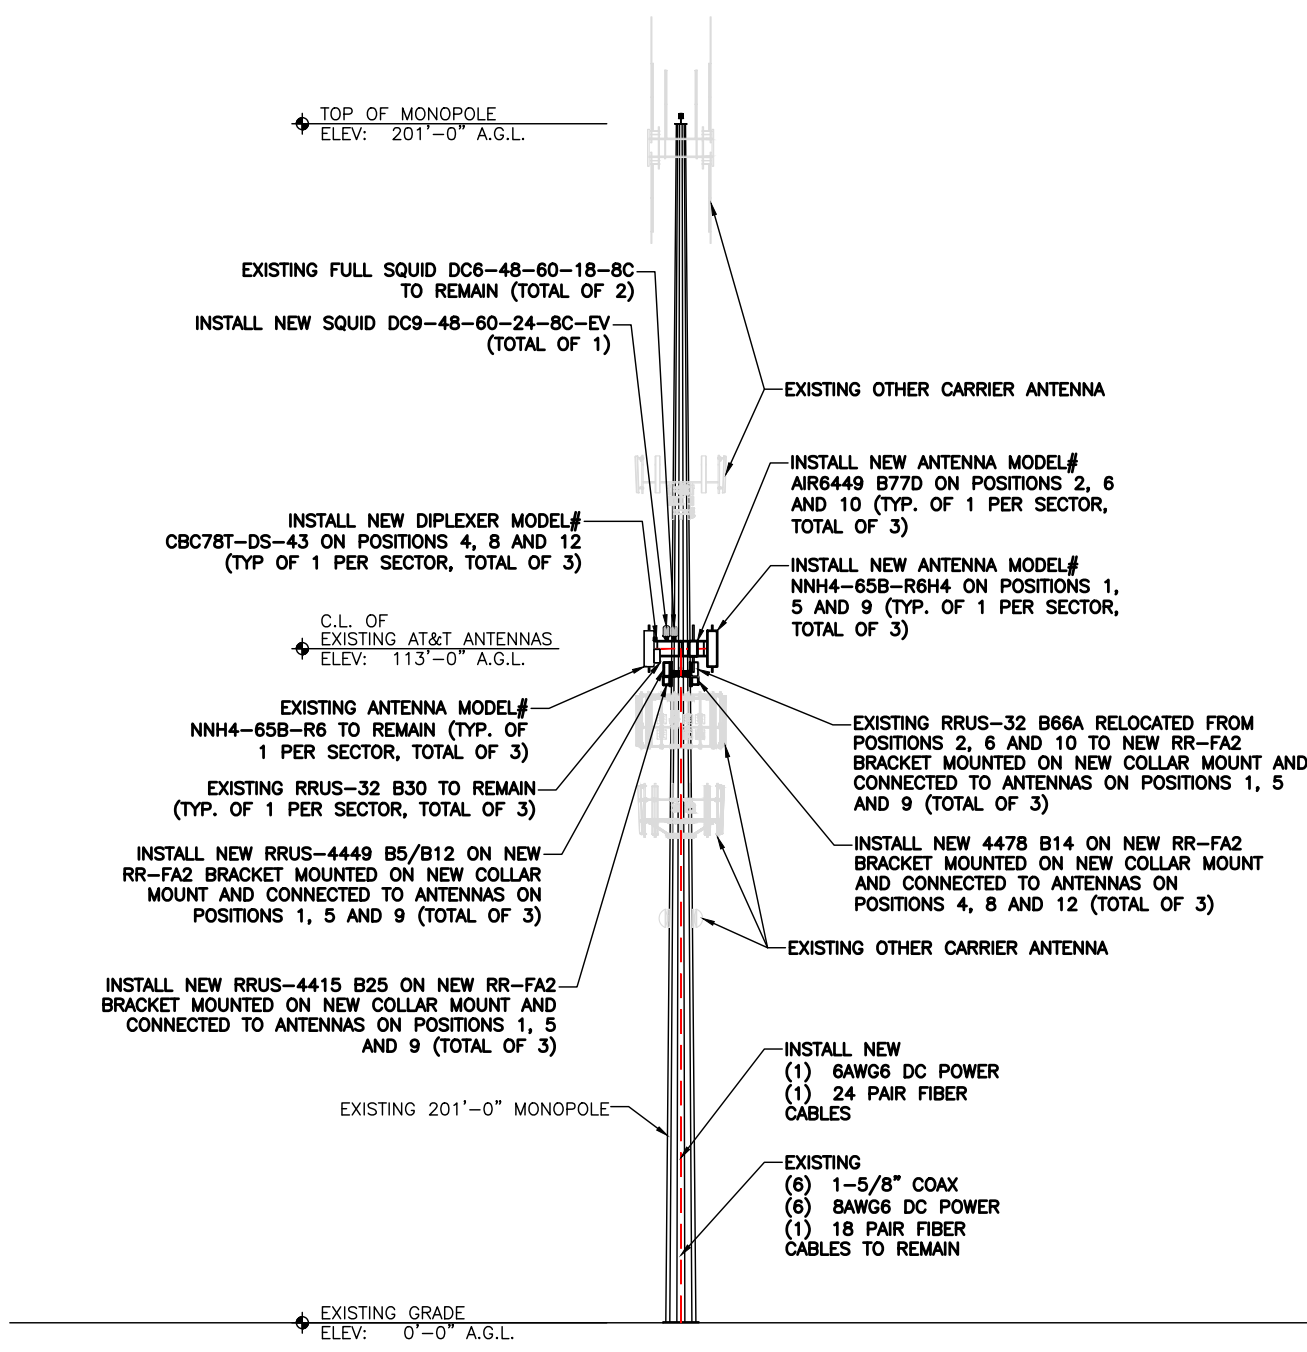 TOP OF MONOPOLE
ELEV: 201'-0" A.G.L.
EXISTING FULL SQUID DC6-48-60-18-8C
TO REMAIN (TOTAL OF 2)
INSTALL NEW SQUID DC9-48-60-24-8C-EV
(TOTAL OF 1)
EXISTING OTHER CARRIER ANTENNA
INSTALL NEW ANTENNA MODEL#
AIR6449 B77D ON POSITIONS 2, 6
AND 10 (TYP. OF 1 PER SECTOR,
TOTAL OF 3)
INSTALL NEW DIPLEXER MODEL#
CBC78T-DS-43 ON POSITIONS 4, 8 AND 12
(TYP OF 1 PER SECTOR, TOTAL OF 3)
INSTALL NEW ANTENNA MODEL#
NNH4-65B-R6H4 ON POSITIONS 1,
5 AND 9 (TYP. OF 1 PER SECTOR,
TOTAL OF 3)
C.L. OF
EXISTING AT&T ANTENNAS
ELEV: 113'-0" A.G.L.
EXISTING ANTENNA MODEL#
NNH4-65B-R6 TO REMAIN (TYP. OF
1 PER SECTOR, TOTAL OF 3)
EXISTING RRUS-32 B66A RELOCATED FROM
POSITIONS 2, 6 AND 10 TO NEW RR-FA2
BRACKET MOUNTED ON NEW COLLAR MOUNT AND
CONNECTED TO ANTENNAS ON POSITIONS 1, 5
AND 9 (TOTAL OF 3)
EXISTING RRUS-32 B30 TO REMAIN
(TYP. OF 1 PER SECTOR, TOTAL OF 3)
INSTALL NEW RRUS-4449 B5/B12 ON NEW
RR-FA2 BRACKET MOUNTED ON NEW COLLAR
MOUNT AND CONNECTED TO ANTENNAS ON
POSITIONS 1, 5 AND 9 (TOTAL OF 3)
INSTALL NEW 4478 B14 ON NEW RR-FA2
BRACKET MOUNTED ON NEW COLLAR MOUNT
AND CONNECTED TO ANTENNAS ON
POSITIONS 4, 8 AND 12 (TOTAL OF 3)
EXISTING OTHER CARRIER ANTENNA
INSTALL NEW RRUS-4415 B25 ON NEW RR-FA2
BRACKET MOUNTED ON NEW COLLAR MOUNT AND
CONNECTED TO ANTENNAS ON POSITIONS 1, 5
AND 9 (TOTAL OF 3)
INSTALL NEW
(1) 6AWG6 DC POWER
(1) 24 PAIR FIBER
CABLES
EXISTING 201'-0" MONOPOLE
EXISTING
(6) 1-5/8" COAX
(6) 8AWG6 DC POWER
(1) 18 PAIR FIBER
CABLES TO REMAIN
EXISTING GRADE
ELEV: 0'-0" A.G.L.